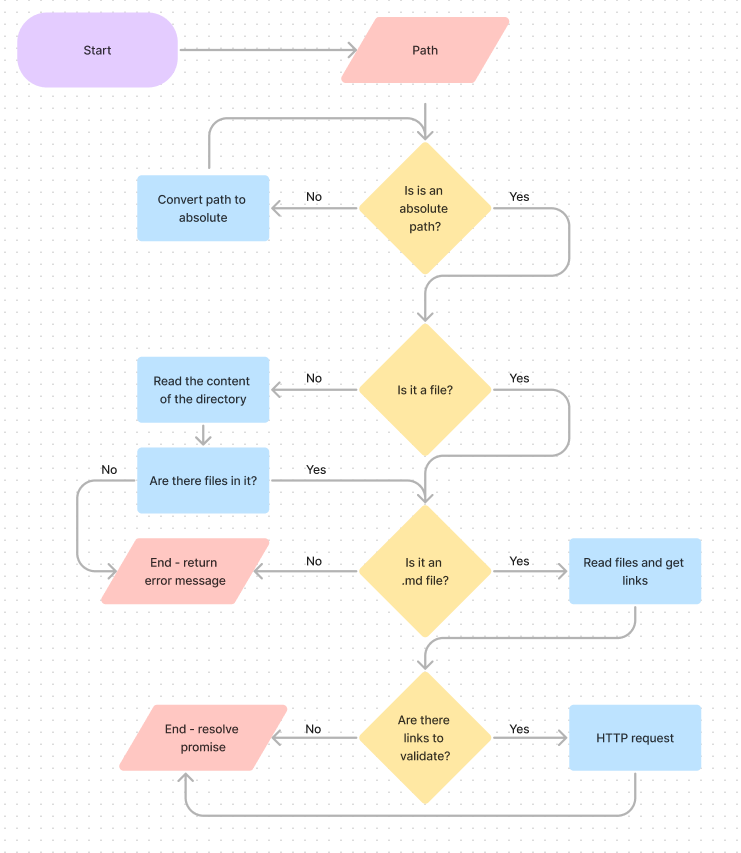 Start
Path
Is is an
absolute
path?
No
Yes
Convert path to
absolute
Is it a file?
No
Yes
Read the content
of the directory
Are there files in it?
No
Yes
Is it an
.md file?
No
Yes
End - return
error message
Read files and get
links
Are there
links to
validate?
No
Yes
End - resolve
promise
HTTP request